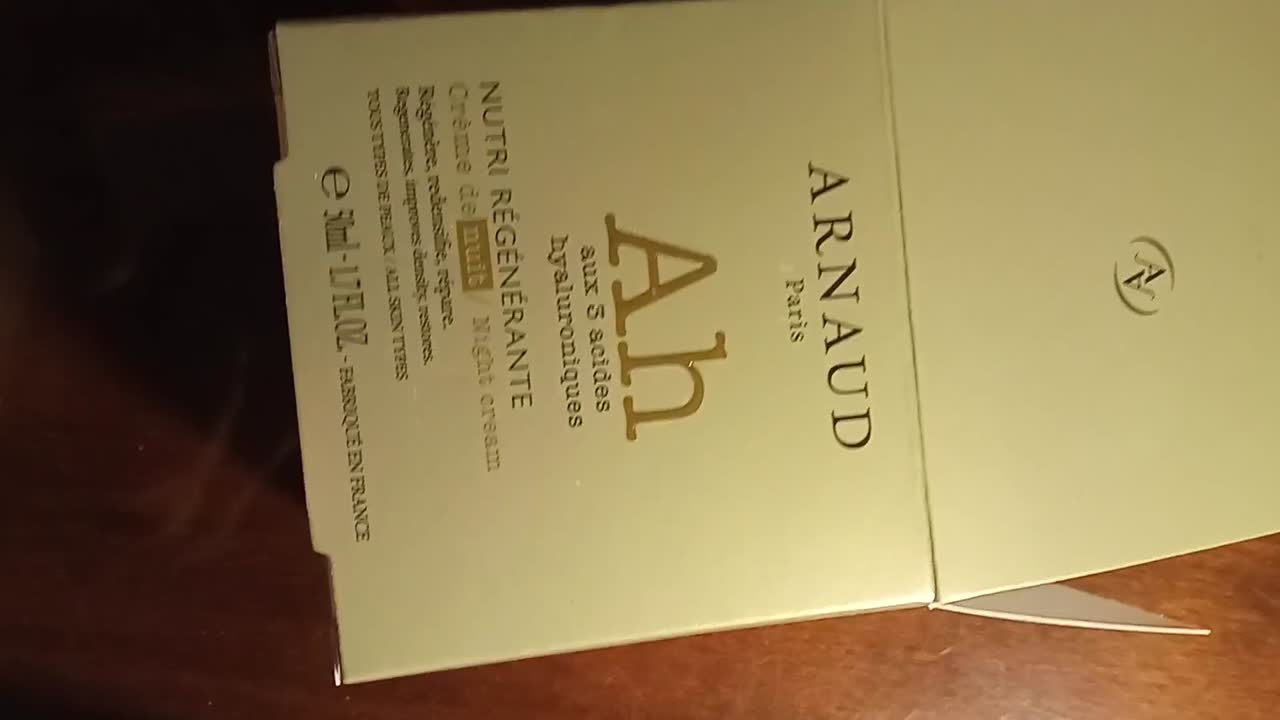 ARNAUD
Paris
Ah
aux 5 acides
hyaluroniques
NUTRI RÉGÉNÉRANTE
Crème de nuit / Night cream
Régénère, redensifie, répare.
Regenerates, improves density, restores.
TOUS TYPES DE PEAUX / ALL SKIN TYPES
e 50ml - 1.7 FL.OZ. - FABRIQUÉ EN FRANCE